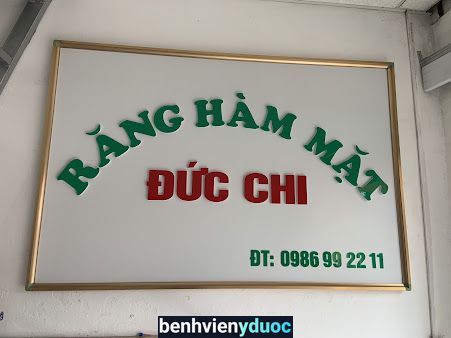 RĂNG HÀM MẶT
ĐỨC CHI
ĐT: 0986 99 22 11
benhvienyduoc